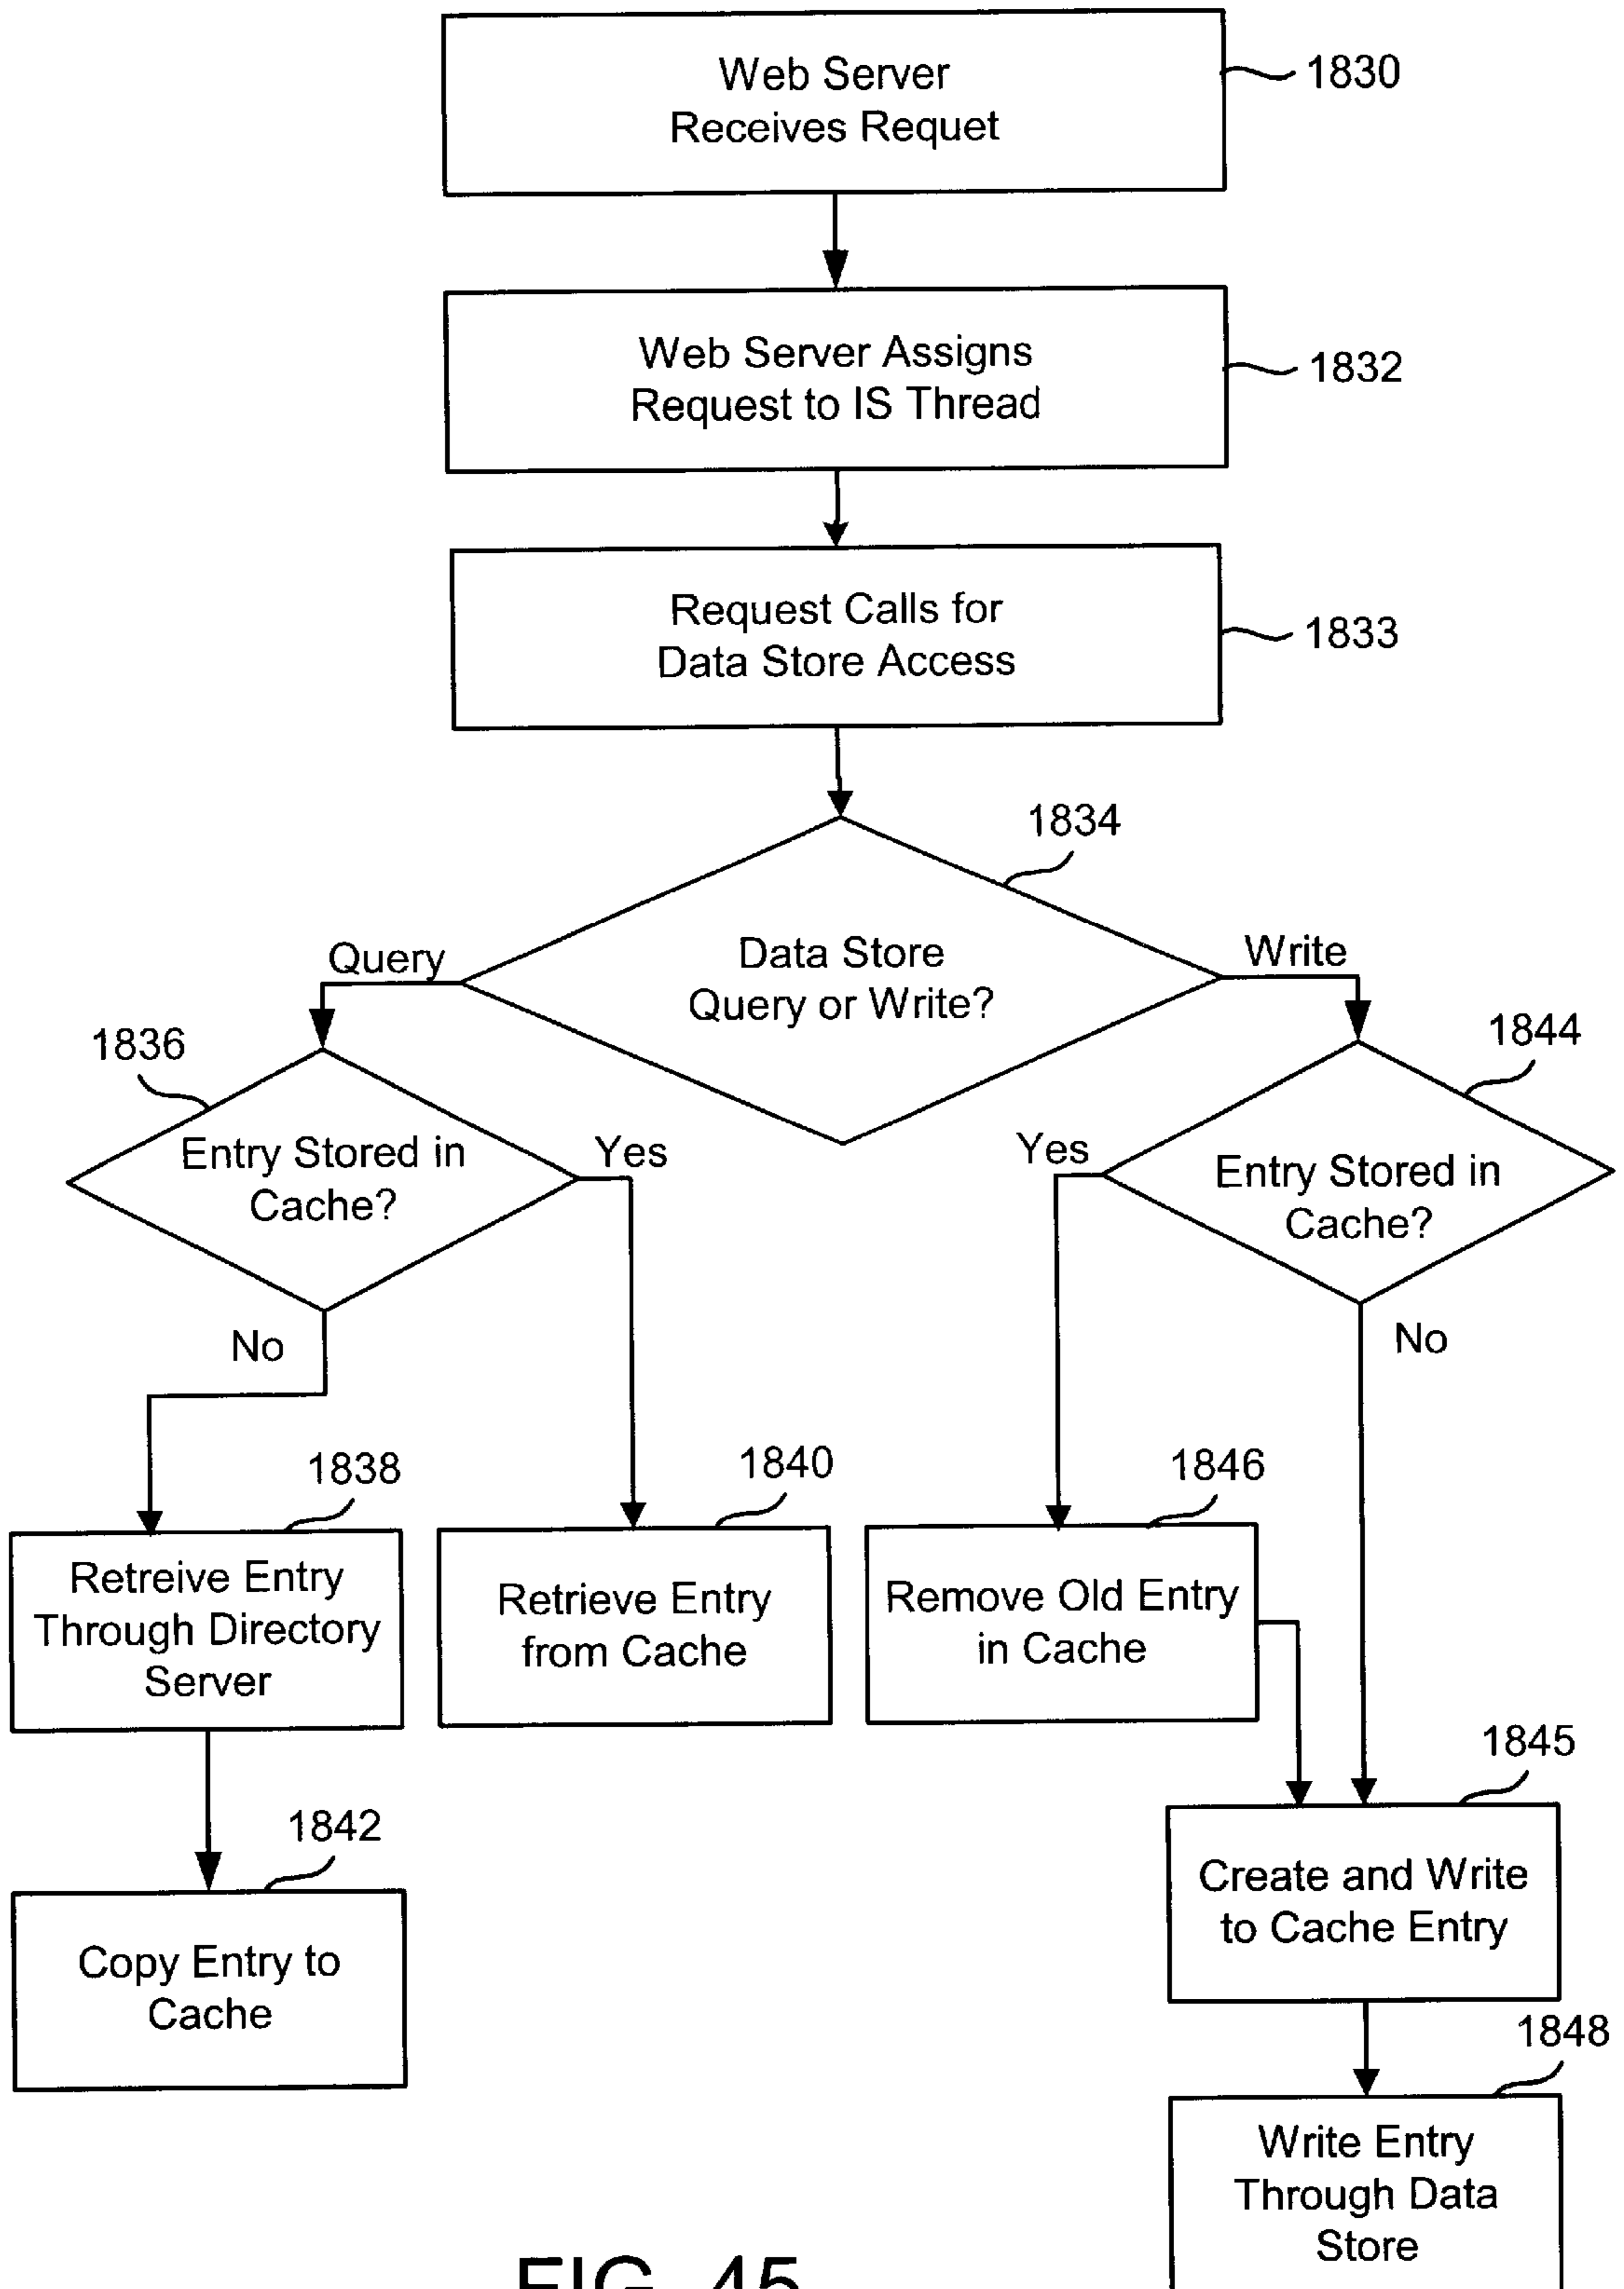 Web Server
Receives Requet
1830
Web Server Assigns
Request to IS Thread
1832
Request Calls for
Data Store Access
1833
1834
Data Store
Query or Write?
Query
Write
1836
Entry Stored in
Cache?
Yes
No
1844
Entry Stored in
Cache?
Yes
No
1838
Retreive Entry
Through Directory
Server
1840
Retrieve Entry
from Cache
1846
Remove Old Entry
in Cache
1842
Copy Entry to
Cache
1845
Create and Write
to Cache Entry
1848
Write Entry
Through Data
Store
FIG. 45